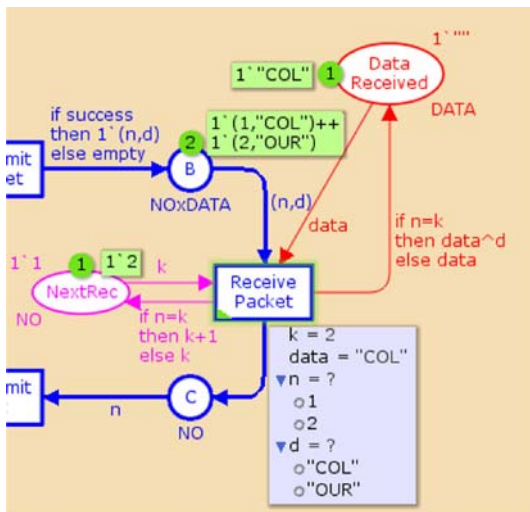 1`""
1`"COL"
1
Data
Received
DATA
if success
then 1`(n,d)
else empty
2
1`(1,"COL")++
1`(2,"OUR")
mit
et
B
NOxDATA
(n,d)
data
if n=k
then data^d
else data
1`1
1
1`2
k
NextRec
NO
Receive
Packet
if n=k
then k+1
else k
k = 2
data = "COL"
n = ?
1
2
d = ?
"COL"
"OUR"
mit
n
C
NO